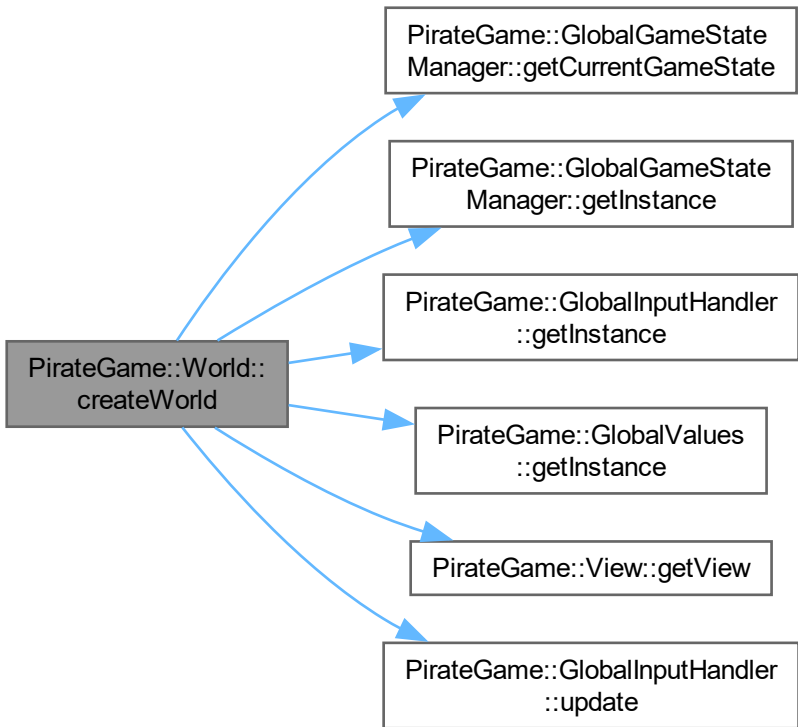 PirateGame::GlobalGameState
Manager::getCurrentGameState
PirateGame::GlobalGameState
Manager::getInstance
PirateGame::GlobalInputHandler
::getInstance
PirateGame::World::
createWorld
PirateGame::GlobalValues
::getInstance
PirateGame::View::getView
PirateGame::GlobalInputHandler
::update